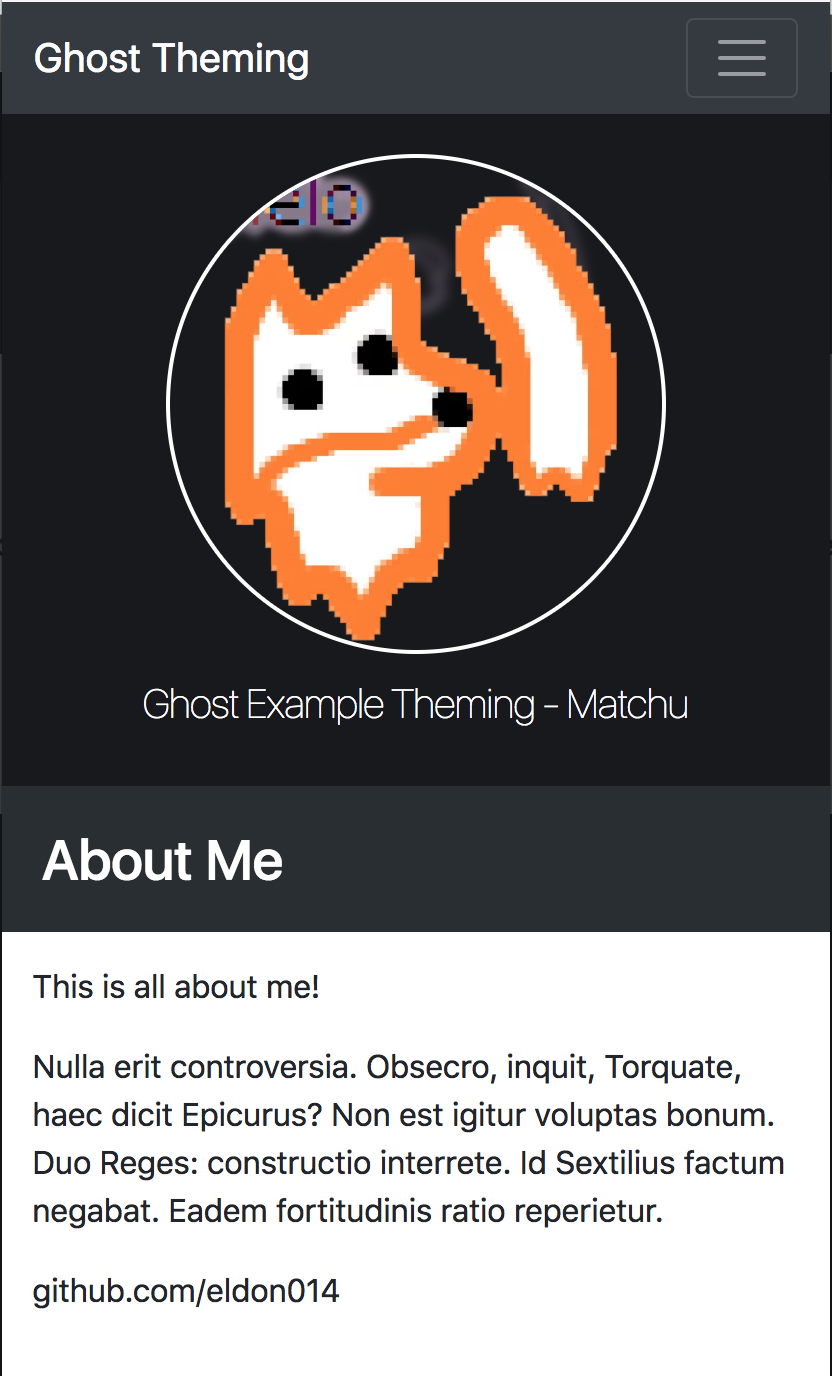 Ghost Theming
Ghost Example Theming - Matchu
About Me
This is all about me!
Nulla erit controversia. Obsecro, inquit, Torquate,
haec dicit Epicurus? Non est igitur voluptas bonum.
Duo Reges: constructio interrete. Id Sextilius factum
negabat. Eadem fortitudinis ratio reperietur.
github.com/eldon014